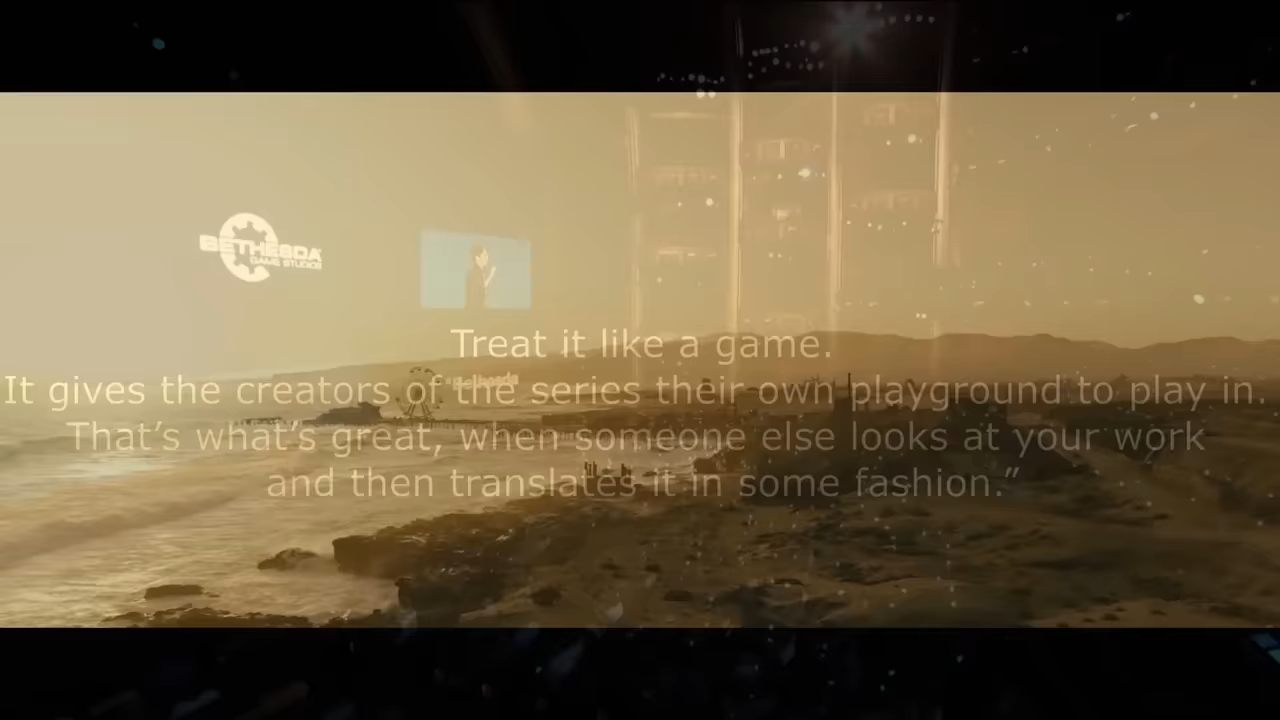 BETHESDA
GAME STUDIOS
Treat it like a game.
It gives the creators of the series their own playground to play in.
That’s what’s great, when someone else looks at your work
and then translates it in some fashion.”